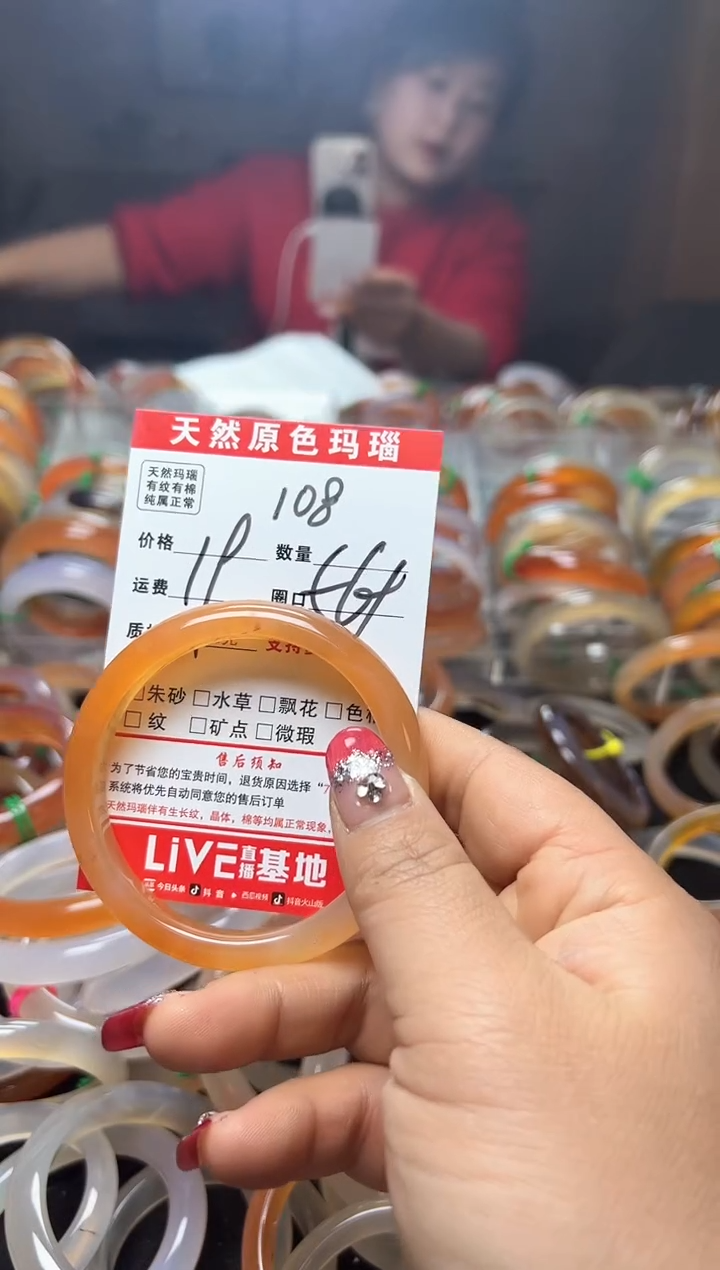 天然原色玛瑙
天然玛瑙
有纹有棉
纯属正常
108
价格
数量
运费
圈口
朱砂 □水草 □飘花
□ 纹 □矿点 □微瑕
售后须知
为了节省您的宝贵时间，退货原因选择“7
系统将优先自动同意您的售后订单
天然玛瑙伴有生长纹，晶体，棉等均属正常现象，
LiVE直播基地
今日头条 抖音 西瓜视频 抖音火山版